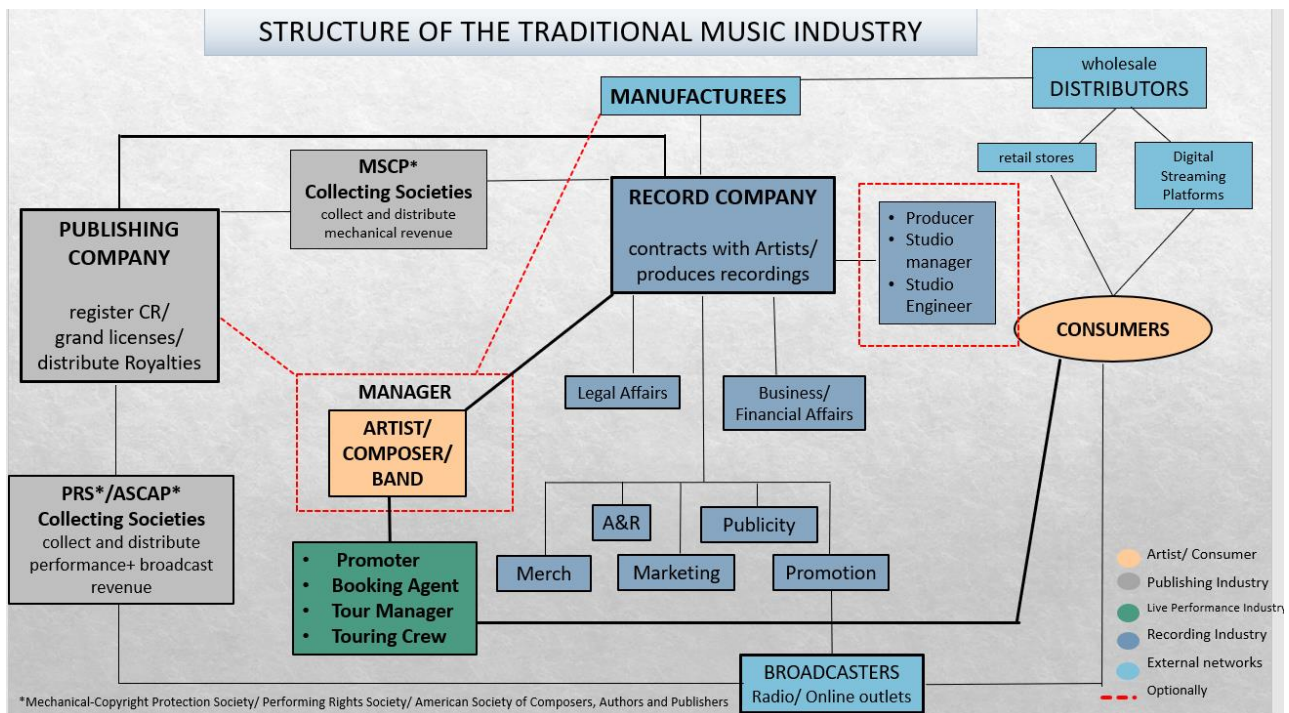 STRUCTURE OF THE TRADITIONAL MUSIC INDUSTRY
wholesale
DISTRIBUTORS
MANUFACTUREES
retail stores
Digital
Streaming
Platforms
MSCP*
Collecting Societies
collect and distribute
mechanical revenue
RECORD COMPANY
contracts with Artists/
produces recordings
• Producer
• Studio
manager
• Studio
Engineer
PUBLISHING
COMPANY
register CR/
grand licenses/
distribute Royalties
CONSUMERS
MANAGER
ARTIST/
COMPOSER/
BAND
Legal Affairs
Business/
Financial Affairs
PRS*/ASCAP*
Collecting Societies
collect and distribute
performance+ broadcast
revenue
A&R
Publicity
Merch
Marketing
Promotion
• Promoter
• Booking Agent
• Tour Manager
• Touring Crew
BROADCASTERS
Radio/ Online outlets
Artist/ Consumer
Publishing Industry
Live Performance Industry
Recording Industry
External networks
Optionally
*Mechanical-Copyright Protection Society/ Performing Rights Society/ American Society of Composers, Authors and Publishers